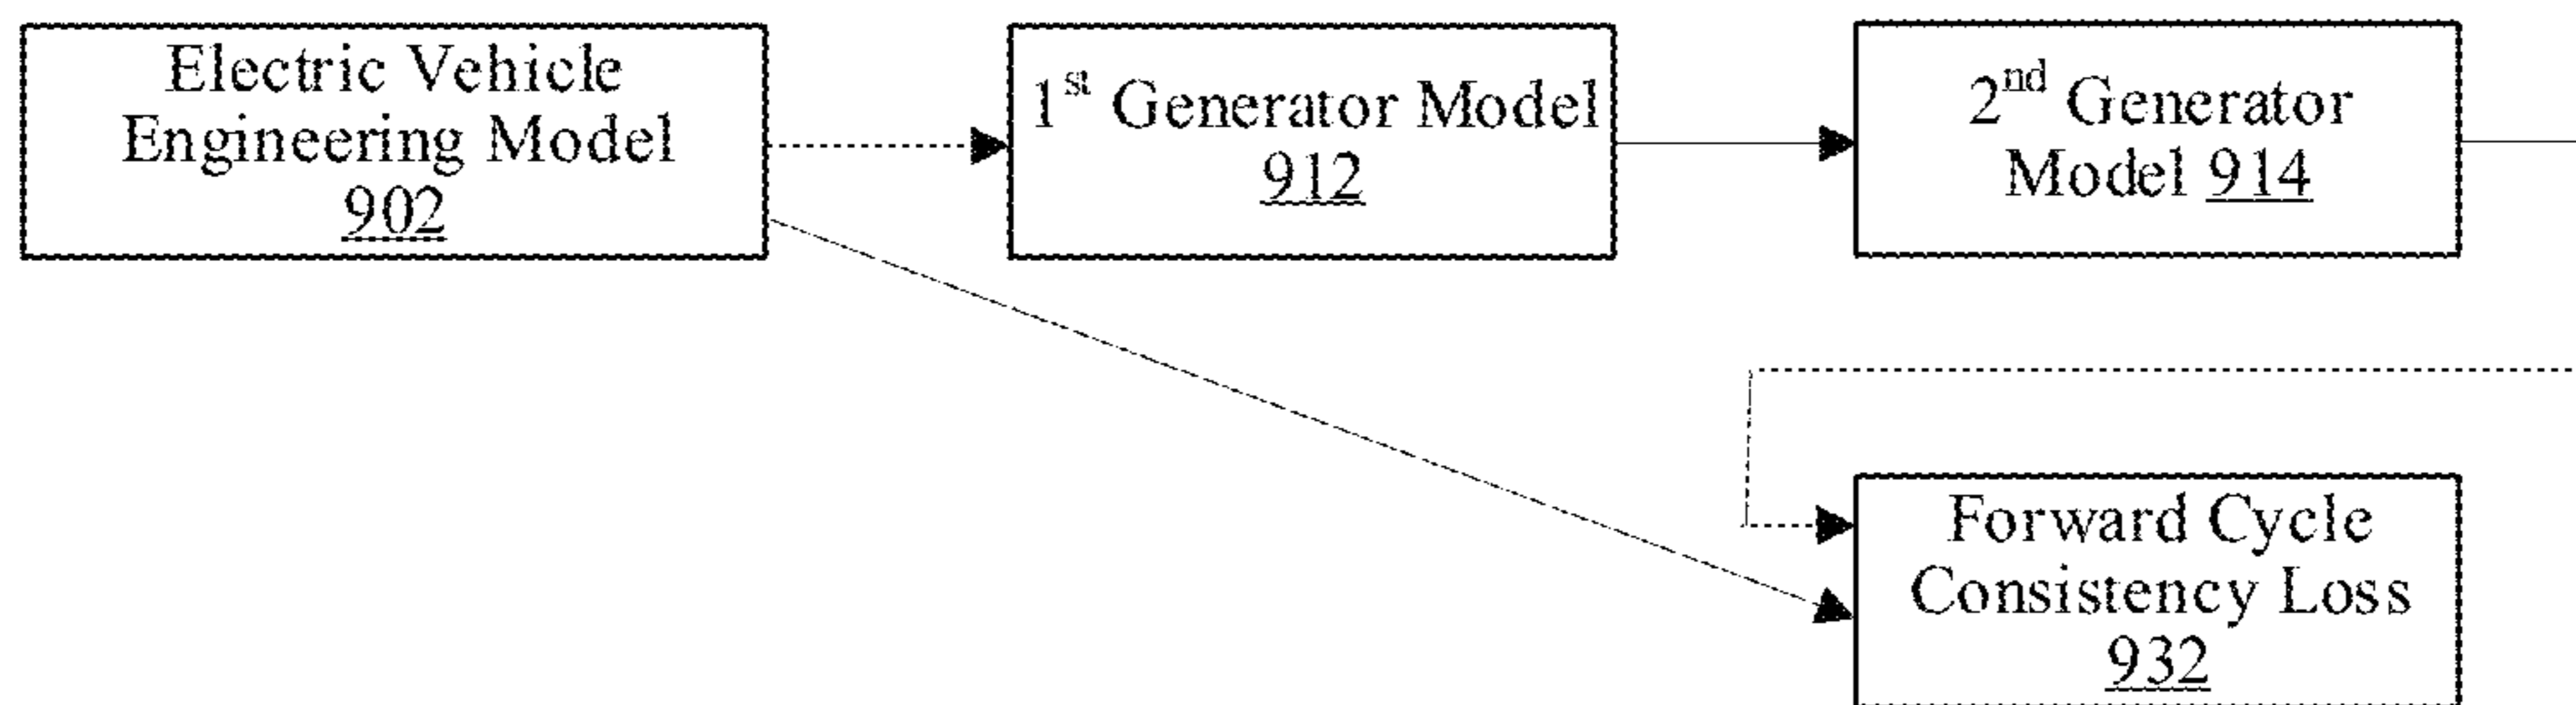 Electric Vehicle
Engineering Model
902
1st Generator Model
912
2nd Generator
Model 914
Forward Cycle
Consistency Loss
932